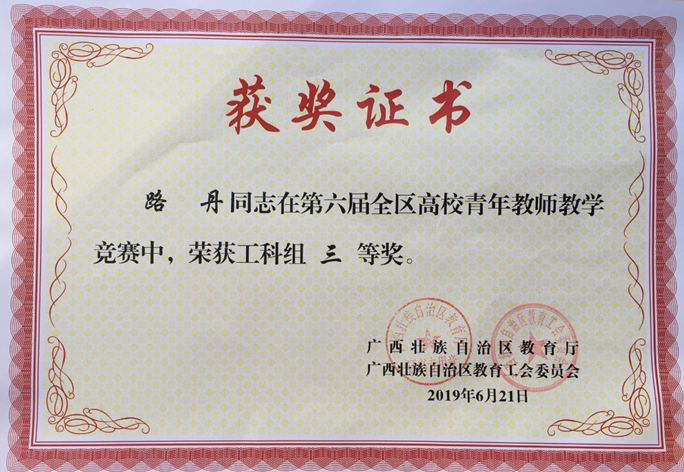 获奖证书
路 丹同志在第六届全区高校青年教师教学
竞赛中，荣获工科组 三 等奖。
广西壮族自治区教育厅
广西壮族自治区教育工会委员会
2019年6月21日